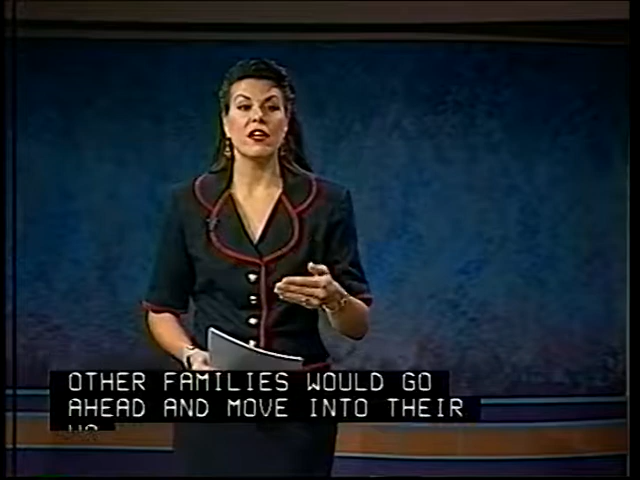 OTHER FAMILIES WOULD GO
AHEAD AND MOVE INTO THEIR